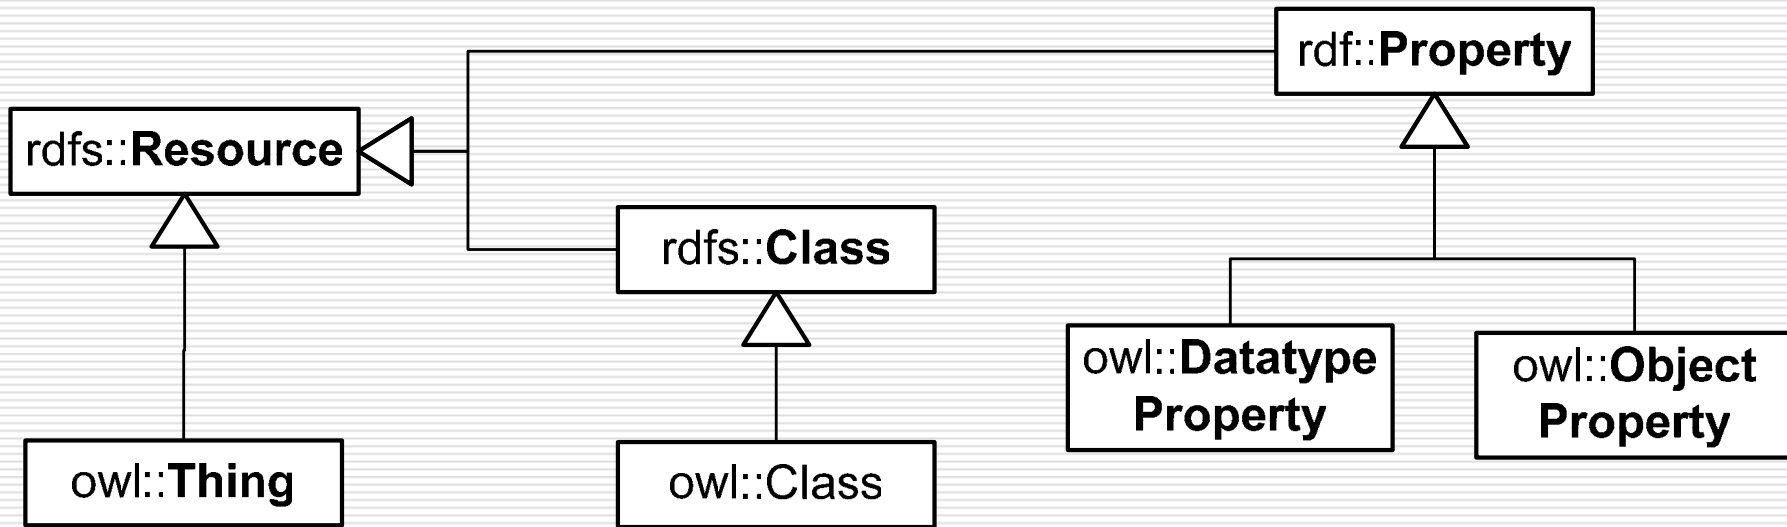 rdf::Property
rdfs::Resource
rdfs::Class
owl::Datatype
Property
owl::Object
Property
owl::Thing
owl::Class